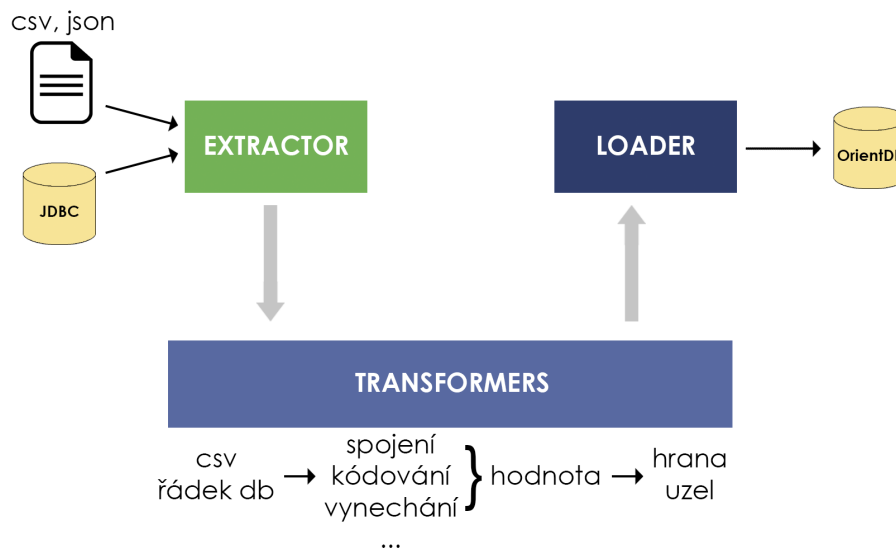 csv, json
EXTRACTOR
LOADER
JDBC
TRANSFORMERS
csv
řádek db
spojení
kódování
vynechání
...
hodnota
hrana
uzel